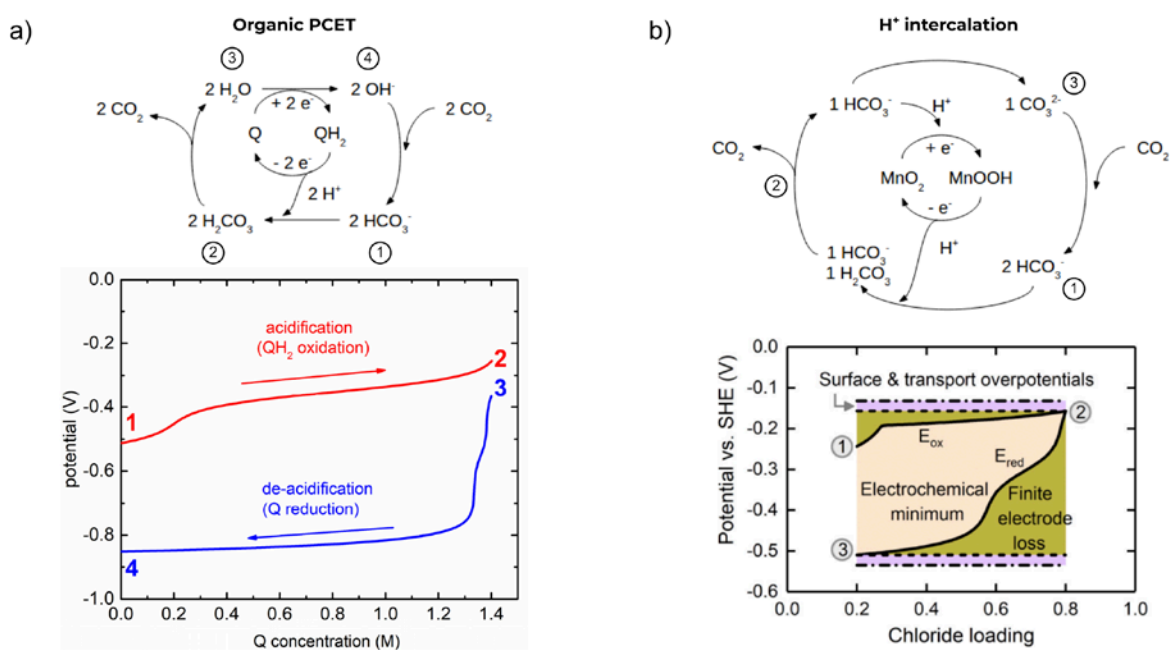 a)
Organic PCET
③ ④
2 H₂O 2 OH⁻
+ 2 e⁻
2 CO₂ 2 CO₂
Q QH₂
- 2 e⁻
2 H⁺
2 H₂CO₃ 2 HCO₃⁻
② ①
0.0
-0.2
-0.4
-0.6
-0.8
-1.0
potential (V)
acidification
(QH₂ oxidation)
1
2
3
de-acidification
(Q reduction)
4
0.0 0.2 0.4 0.6 0.8 1.0 1.2 1.4
Q concentration (M)
b)
H⁺ intercalation
③
1 HCO₃⁻ H⁺ 1 CO₃²⁻
+ e⁻
CO₂ CO₂
②
MnO₂ MnOOH
- e⁻
H⁺
1 HCO₃⁻
1 H₂CO₃
2 HCO₃⁻
①
0.0
-0.1
-0.2
-0.3
-0.4
-0.5
-0.6
Potential vs. SHE (V)
Surface & transport overpotentials
②
①
E_ox
E_red
Electrochemical
minimum
Finite
electrode
loss
③
0.0 0.2 0.4 0.6 0.8 1.0
Chloride loading